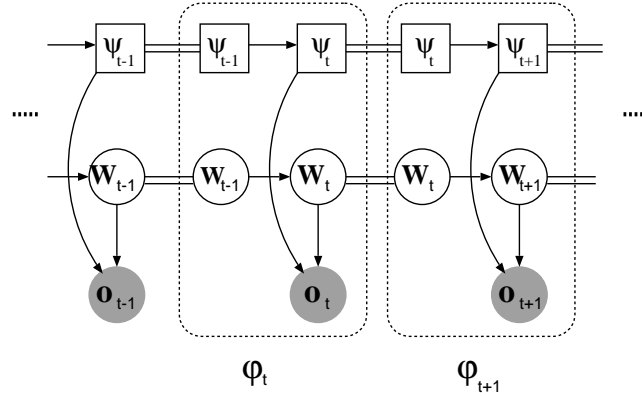 ψt-1 ψt-1 ψt ψt ψt+1
..... .....
Wt-1 Wt-1 Wt Wt Wt+1
Ot-1 Ot Ot+1
φt φt+1